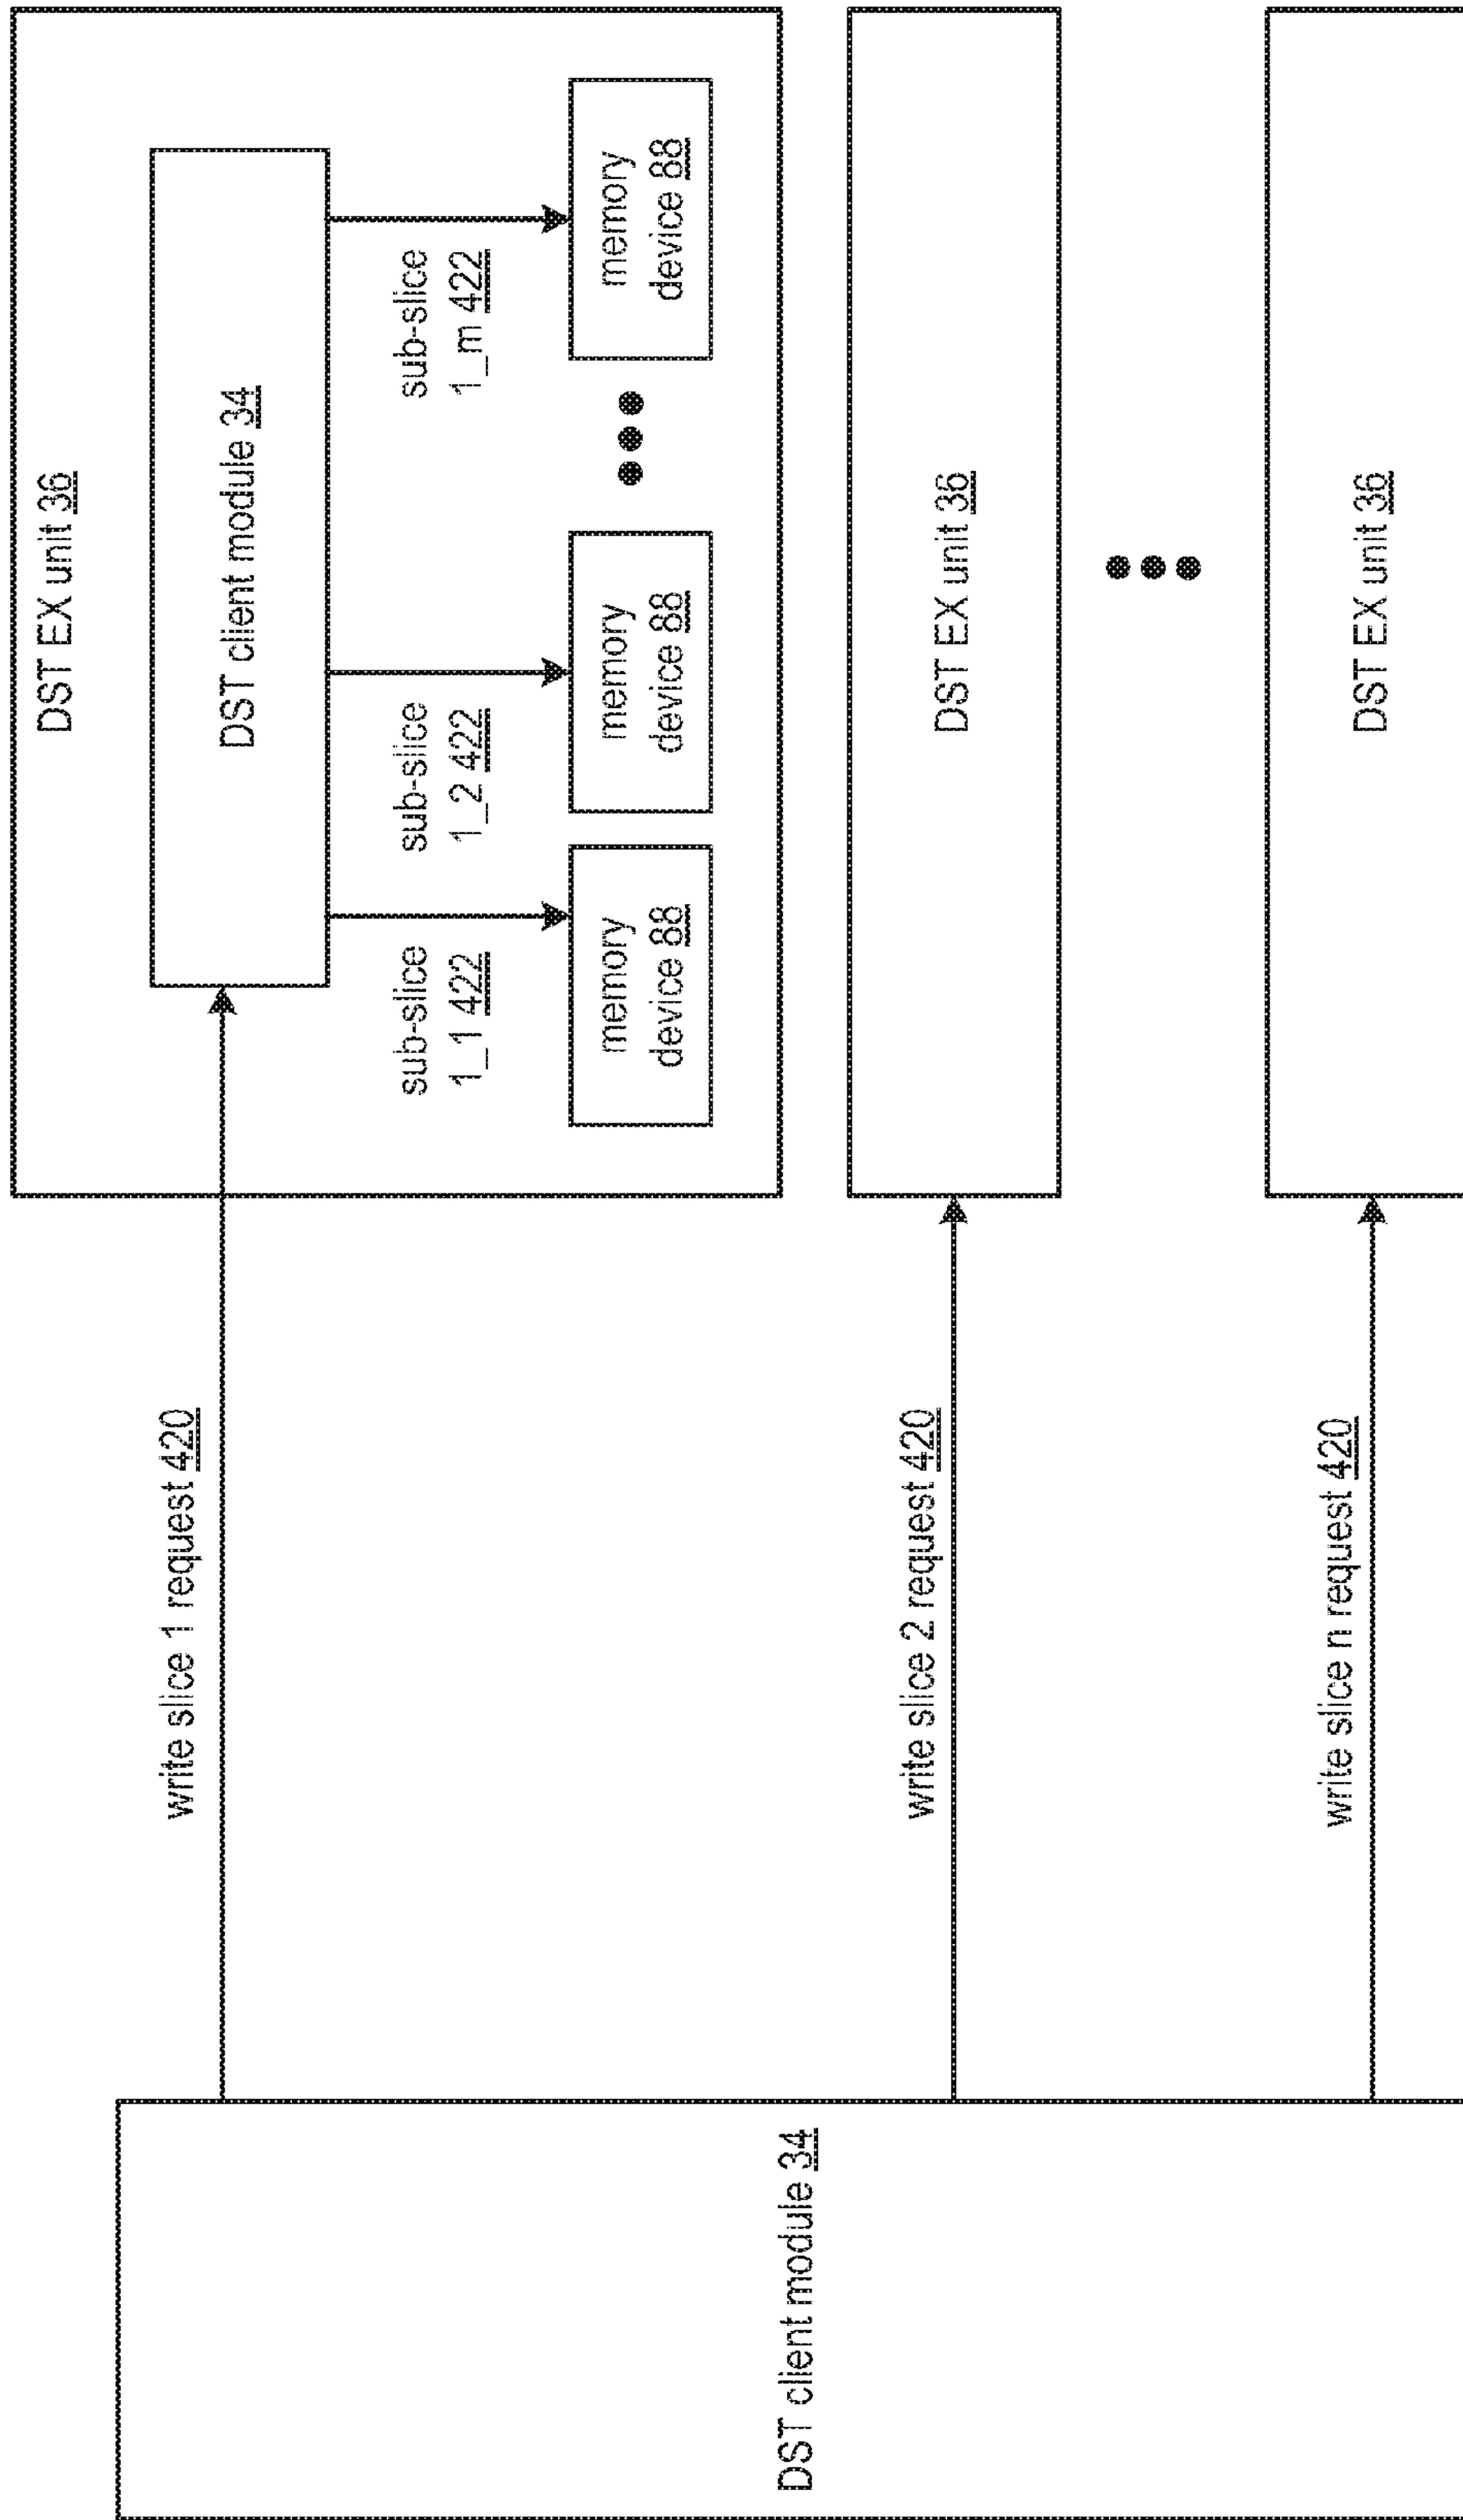 DST EX unit 36
DST client module 34
sub-slice
1_1 422
sub-slice
1_2 422
sub-slice
1_m 422
memory
device 88
memory
device 88
memory
device 88
write slice 1 request 420
write slice 2 request 420
DST EX unit 36
DST client module 34
write slice n request 420
DST EX unit 36